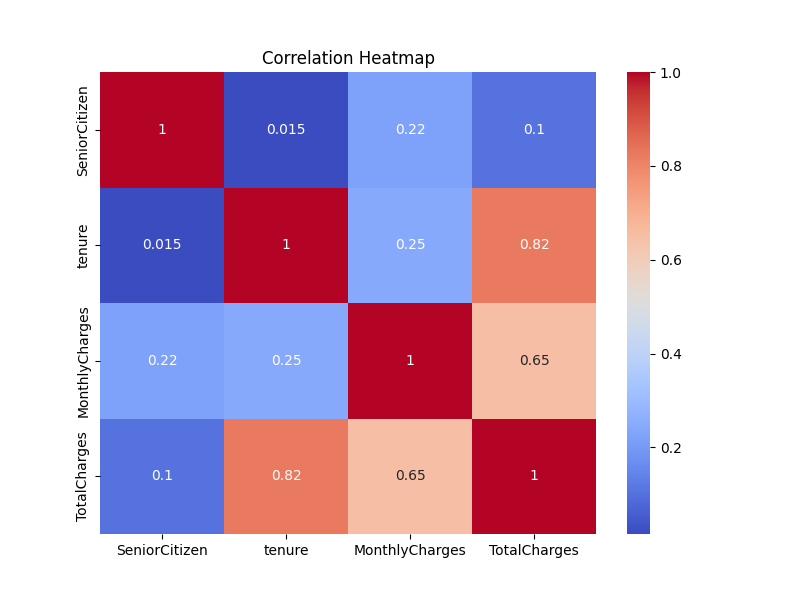 Correlation Heatmap
SeniorCitizen
1
0.015
0.22
0.1
tenure
0.015
1
0.25
0.82
MonthlyCharges
0.22
0.25
1
0.65
TotalCharges
0.1
0.82
0.65
1
SeniorCitizen
tenure
MonthlyCharges
TotalCharges
1.0
0.8
0.6
0.4
0.2